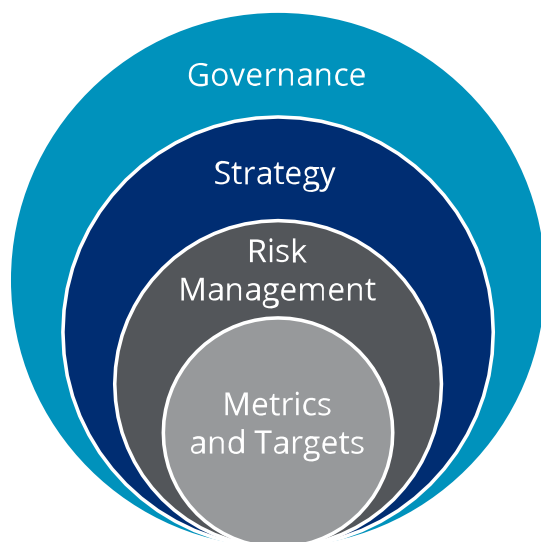 Governance
Strategy
Risk
Management
Metrics
and Targets